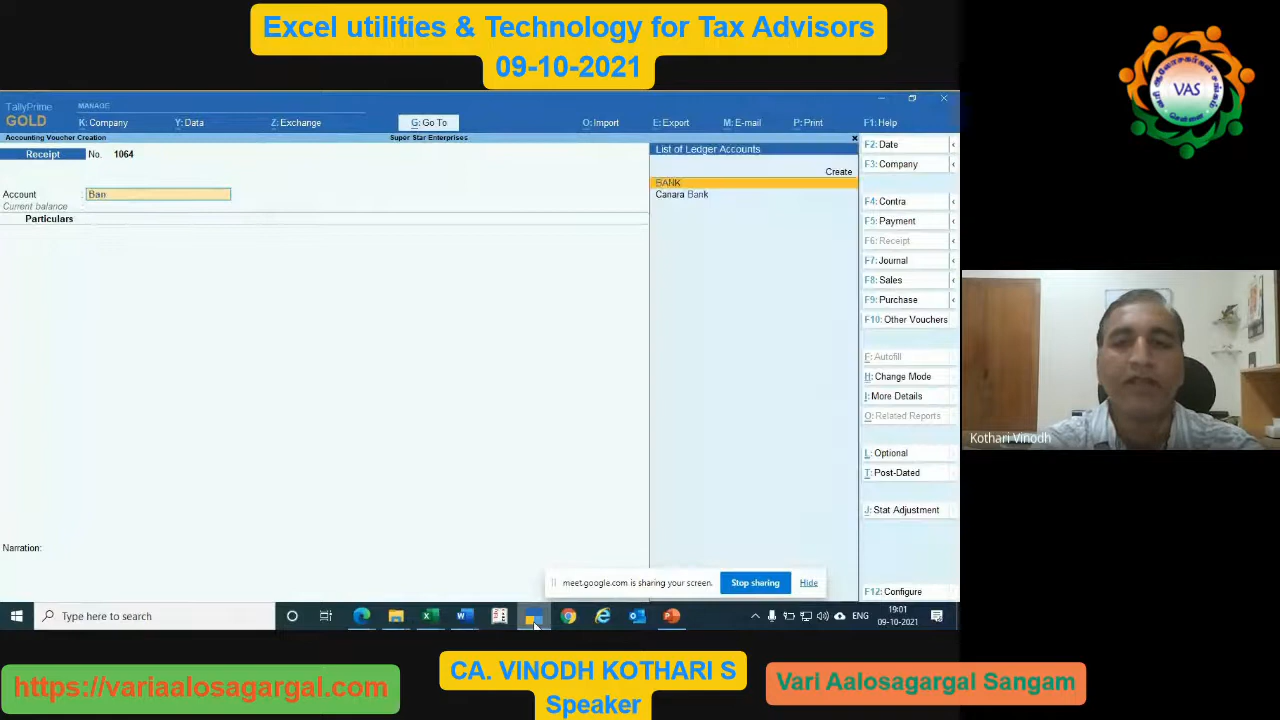 Excel utilities & Technology for Tax Advisors
09-10-2021
VAS
TallyPrime
GOLD
MANAGE
K: Company
Y: Data
Z: Exchange
G: Go To
O: Import
E: Export
M: E-mail
P: Print
F1: Help
Accounting Voucher Creation
Super Star Enterprises
Receipt No. 1064
Account : Ban
Current balance :
Particulars
List of Ledger Accounts
Create
BANK
Canara Bank
F2: Date
F3: Company
F4: Contra
F5: Payment
F6: Receipt
F7: Journal
F8: Sales
F9: Purchase
F10: Other Vouchers
F: Autofill
H: Change Mode
I: More Details
O: Related Reports
L: Optional
T: Post-Dated
J: Stat Adjustment
F12: Configure
Narration:
meet.google.com is sharing your screen.
Stop sharing
Hide
Type here to search
ENG
19:01
09-10-2021
Kothari Vinodh
https://variaalosagargal.com
CA. VINODH KOTHARI S
Speaker
Vari Aalosagargal Sangam